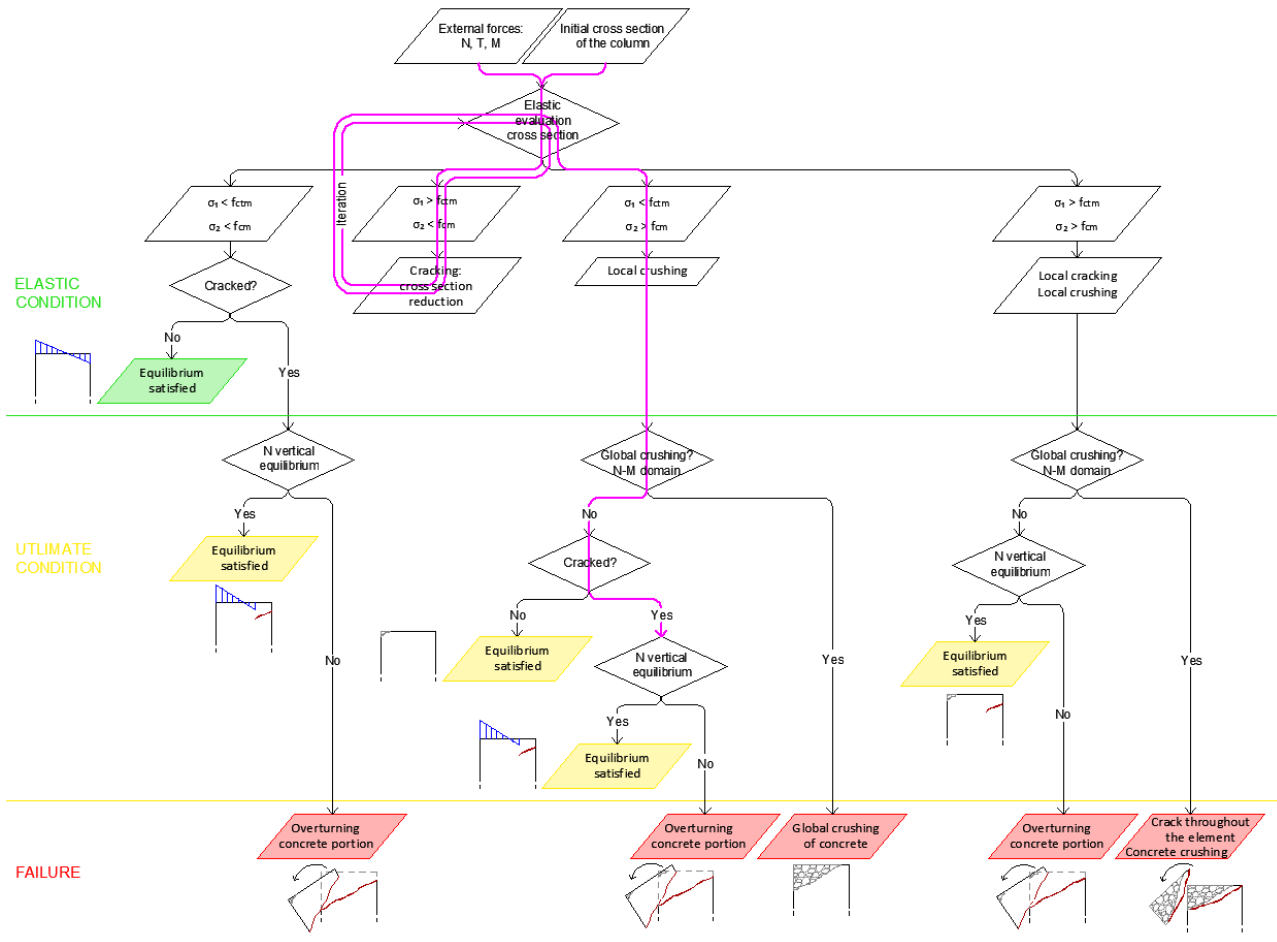 External forces:
N, T, M
Initial cross section
of the column
Elastic
evaluation
cross section
Iteration
σ₁ < fctm
σ₂ < fcm
σ₁ > fctm
σ₂ < fcm
σ₁ < fctm
σ₂ > fcm
σ₁ > fctm
σ₂ > fcm
ELASTIC
CONDITION
Cracked?
Cracking:
cross section
reduction
Local crushing
Local cracking
Local crushing
No
Equilibrium
satisfied
Yes
N vertical
equilibrium
Global crushing?
N-M domain
Global crushing?
N-M domain
UTLIMATE
CONDITION
Yes
Equilibrium
satisfied
No
No
Cracked?
No
Equilibrium
satisfied
Yes
N vertical
equilibrium
Yes
Equilibrium
satisfied
No
Yes
No
N vertical
equilibrium
Yes
Equilibrium
satisfied
No
Yes
FAILURE
Overturning
concrete portion
Overturning
concrete portion
Global crushing
of concrete
Overturning
concrete portion
Crack throughout
the element
Concrete crushing